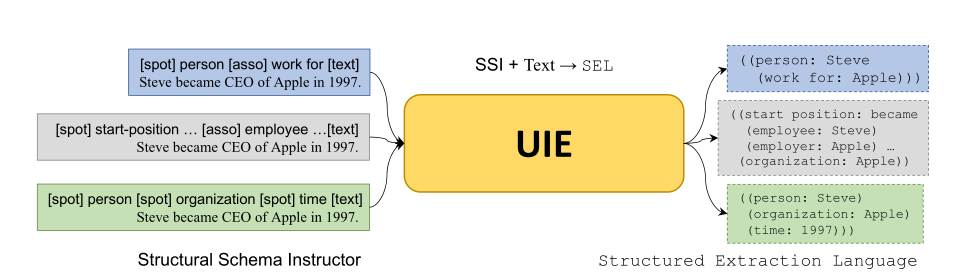 [spot] person [asso] work for [text]
Steve became CEO of Apple in 1997.
[spot] start-position … [asso] employee …[text]
Steve became CEO of Apple in 1997.
[spot] person [spot] organization [spot] time [text]
Steve became CEO of Apple in 1997.
Structural Schema Instructor
SSI + Text → SEL
UIE
((person: Steve
(work for: Apple)))
((start position: became
(employee: Steve)
(employer: Apple) …
(organization: Apple))
((person: Steve)
(organization: Apple)
(time: 1997)))
Structured Extraction Language